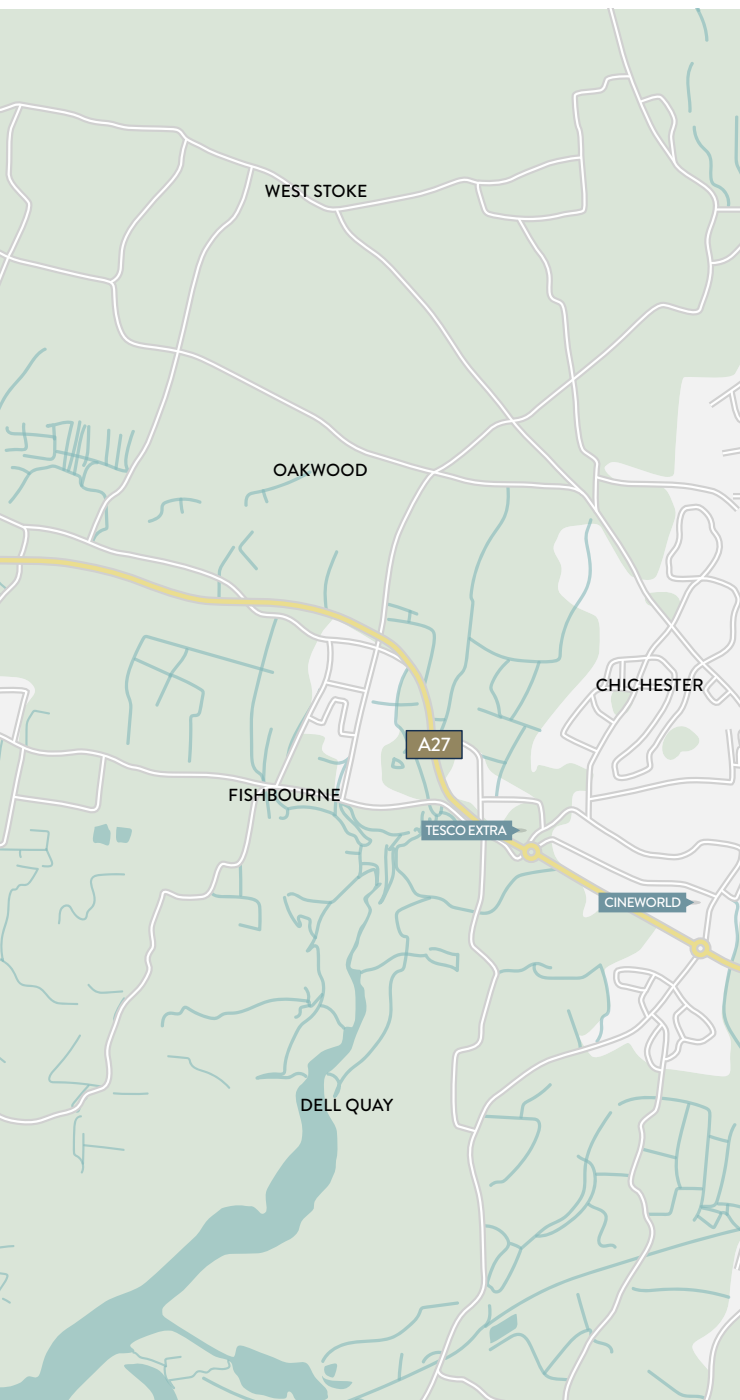 WEST STOKE
OAKWOOD
CHICHESTER
A27
FISHBOURNE
TESCO EXTRA
CINEWORLD
DELL QUAY